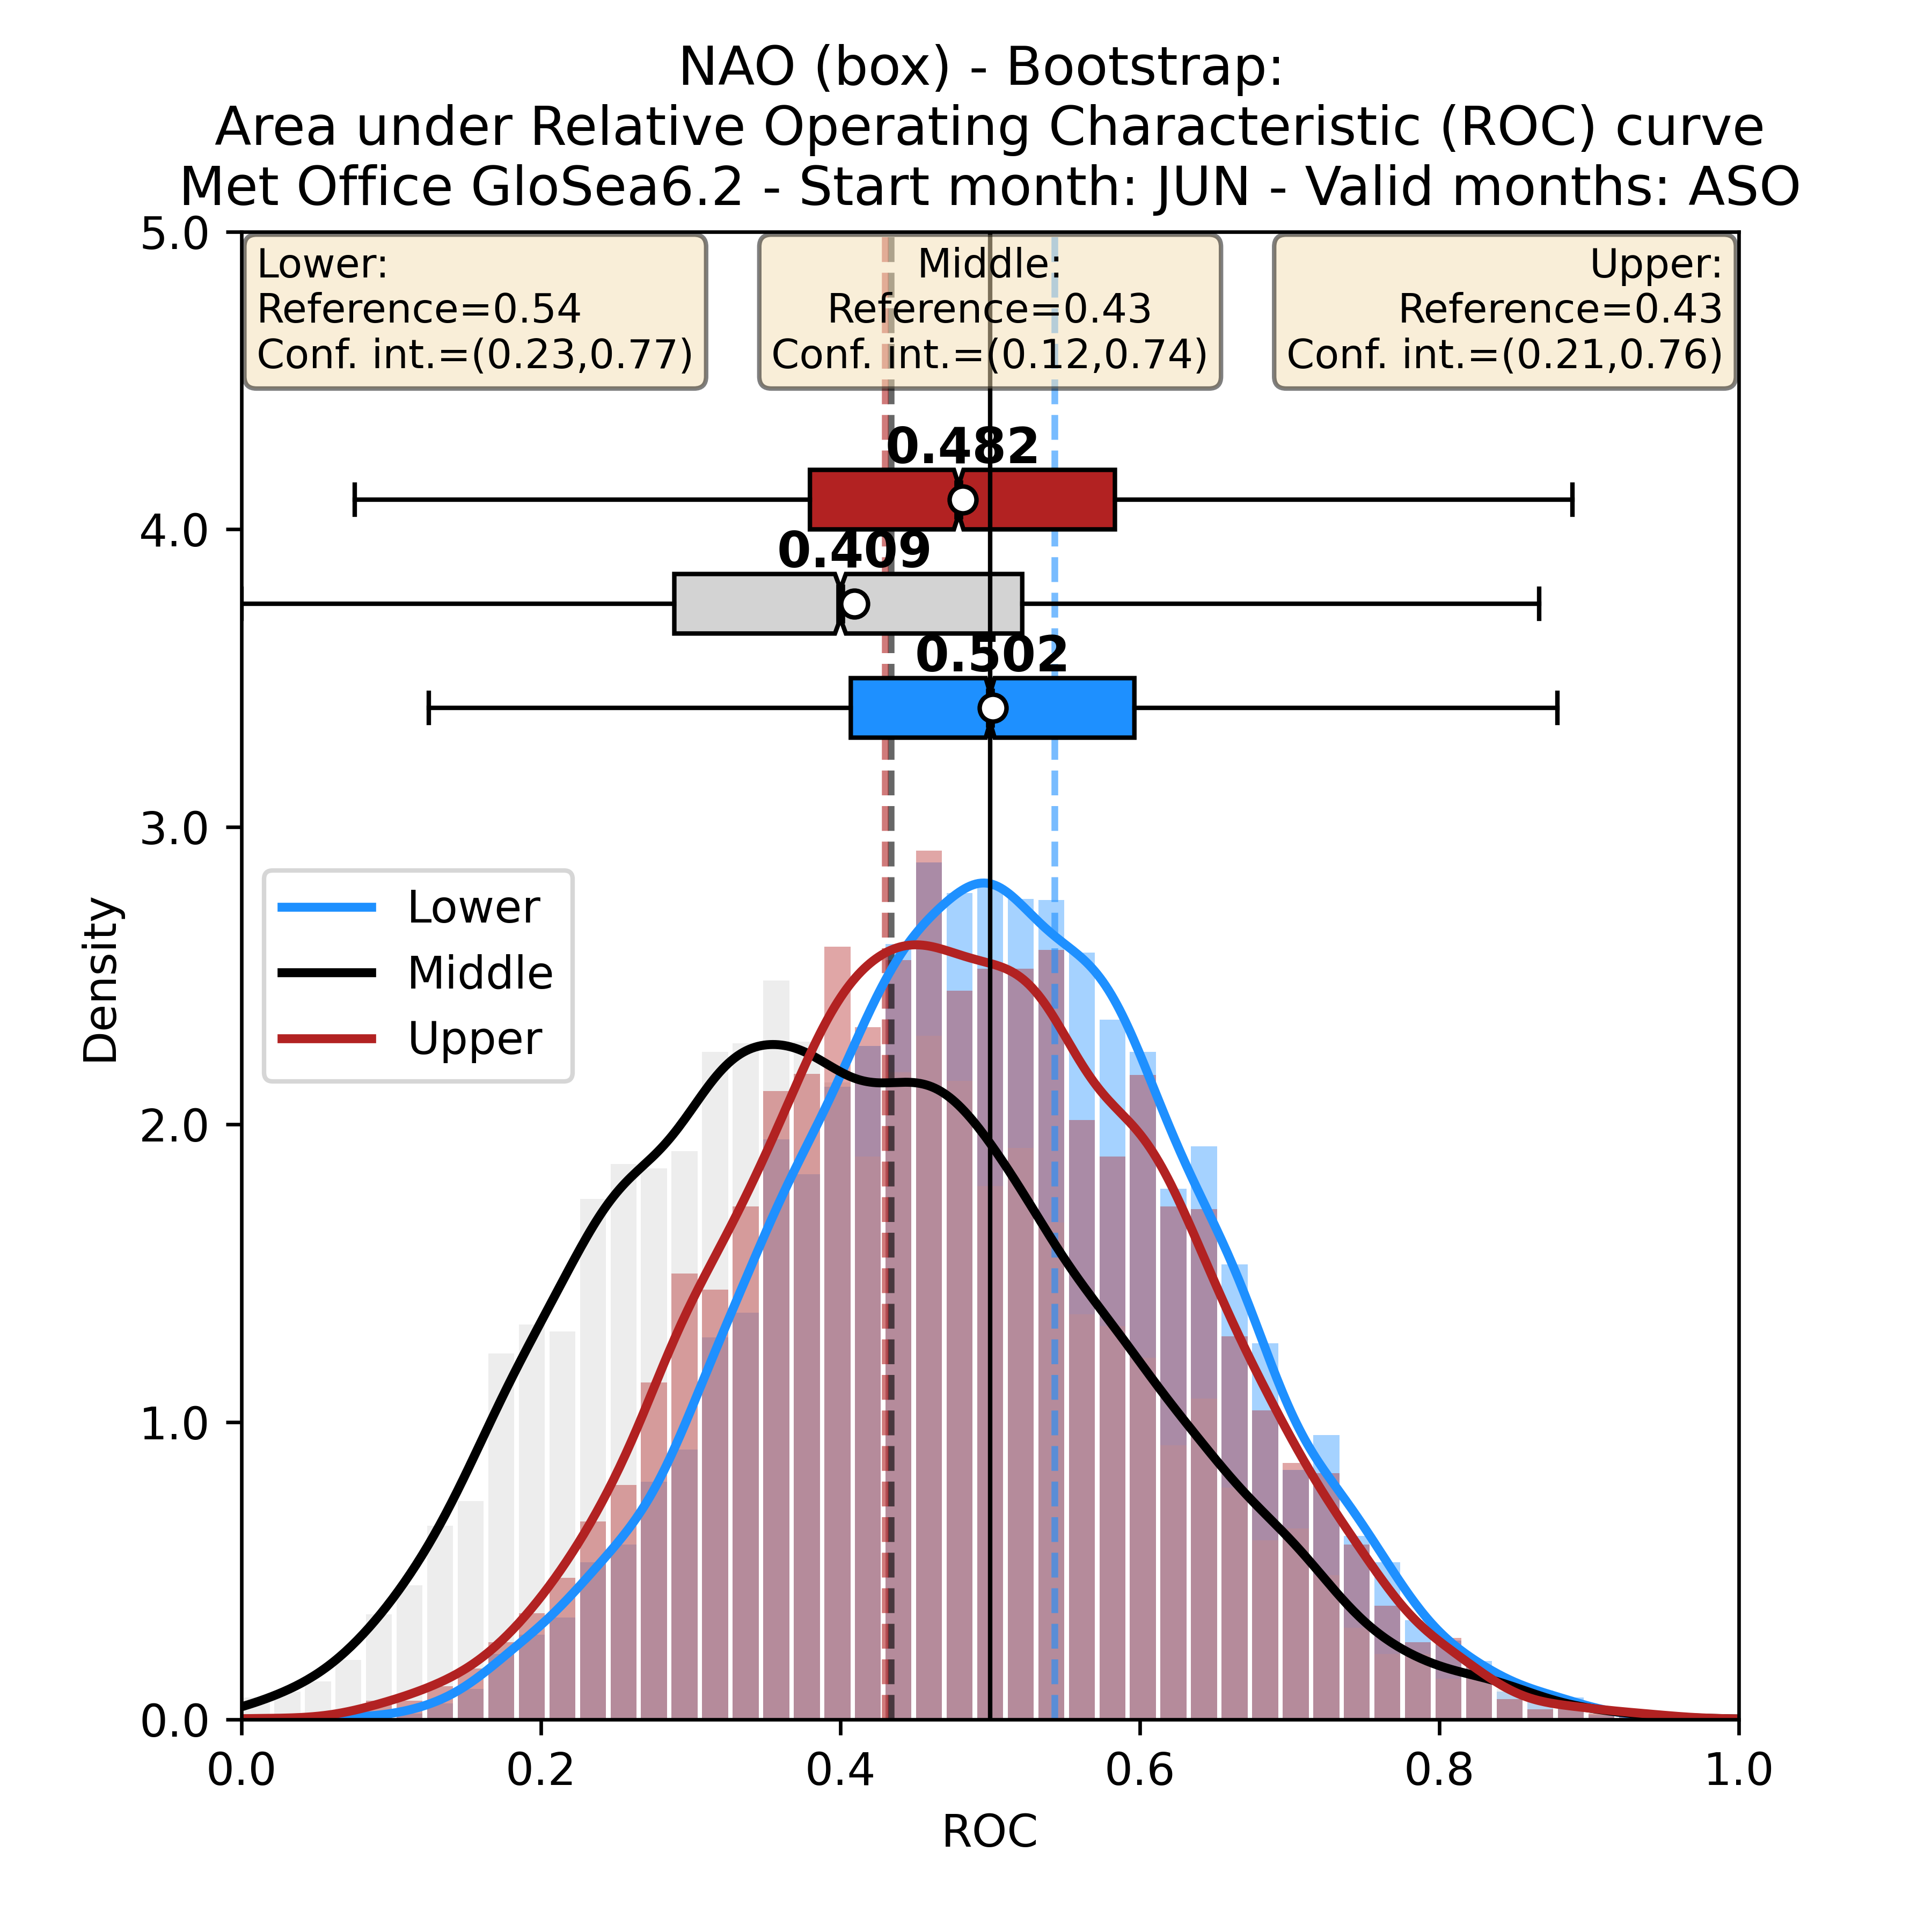 NAO (box) - Bootstrap:
Area under Relative Operating Characteristic (ROC) curve
Met Office GloSea6.2 - Start month: JUN - Valid months: ASO
Lower:
Reference=0.54
Conf. int.=(0.23,0.77)
Middle:
Reference=0.43
Conf. int.=(0.12,0.74)
Upper:
Reference=0.43
Conf. int.=(0.21,0.76)
0.482
0.409
0.502
5.0
4.0
3.0
2.0
1.0
0.0
Density
Lower
Middle
Upper
0.0 0.2 0.4 0.6 0.8 1.0
ROC